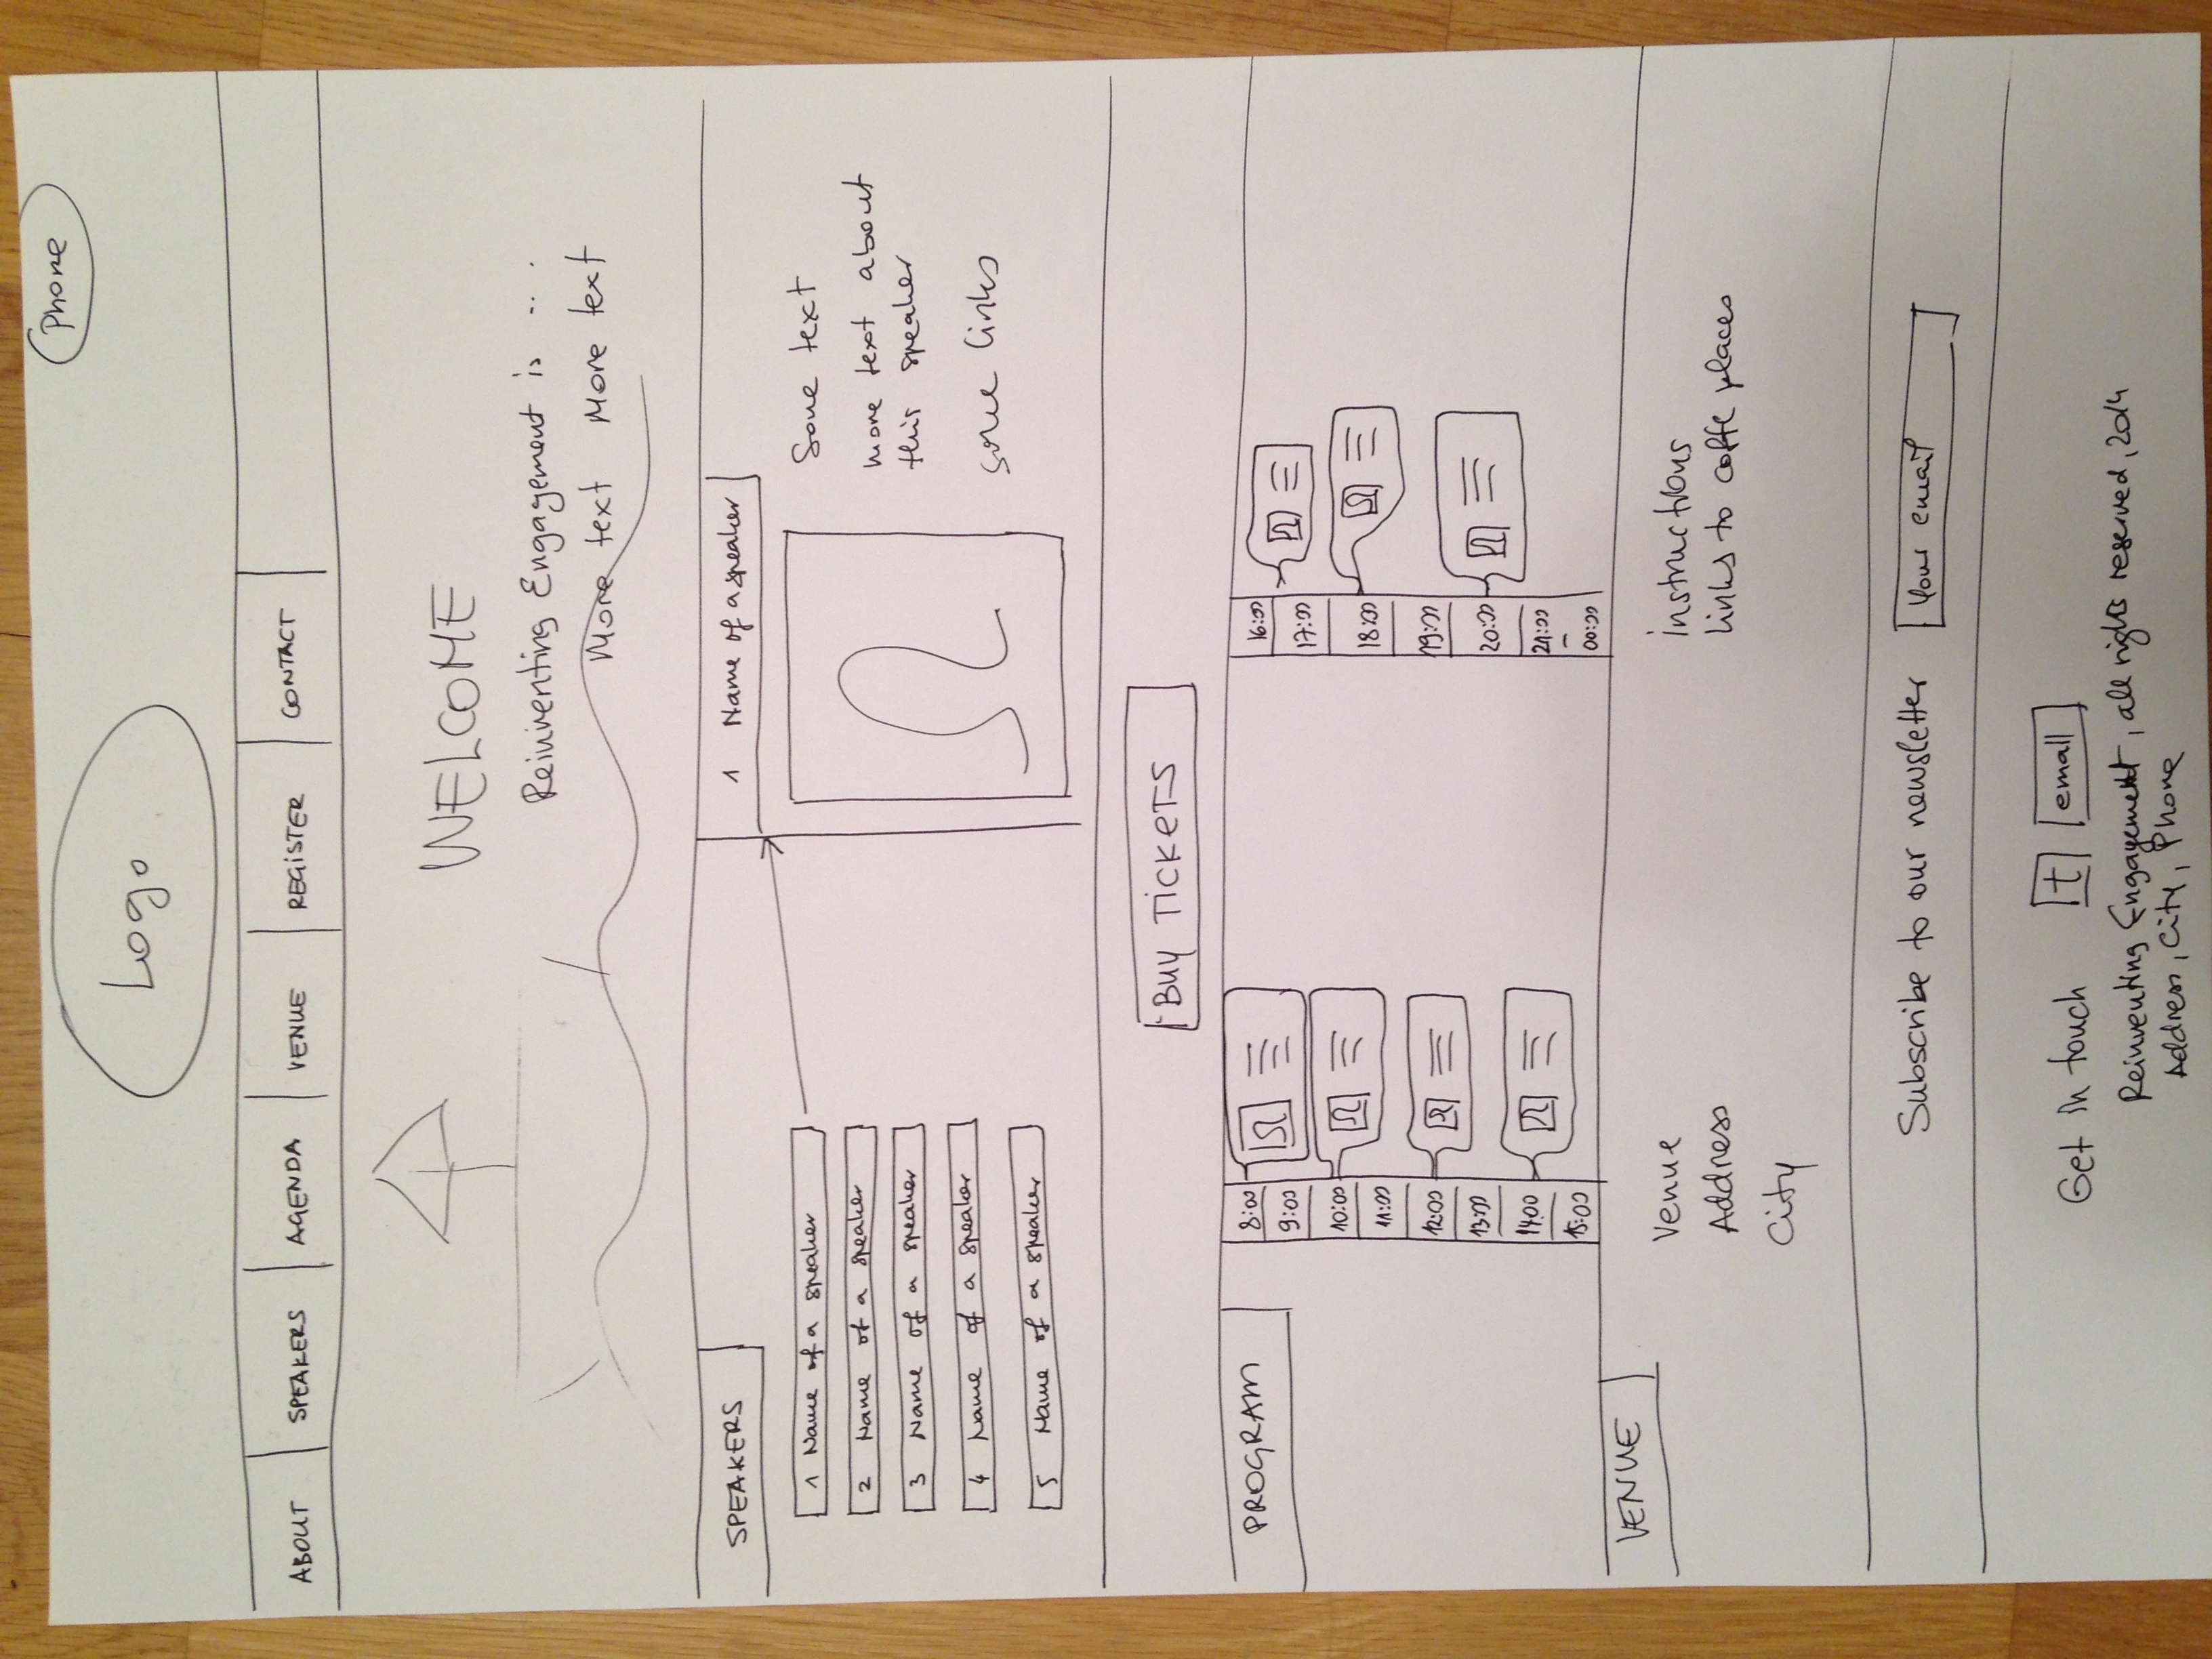 Phone
Logo
ABOUT SPEAKERS AGENDA VENUE REGISTER CONTACT
WELCOME
Reinventing Engagement is ....
More text More text
SPEAKERS
1 Name of a speaker
2 Name of a speaker
3 Name of a speaker
4 Name of a speaker
5 Name of a speaker
1 Name of a speaker
Some text
more text about
this speaker
some links
BUY TICKETS
PROGRAM
8:00
9:00
10:00
11:00
12:00
13:00
14:00
15:00
16:00
17:00
18:00
19:00
20:00
21:00
–
00:00
VENUE
Venue
Address
City
instructions
Links to coffe places
Subscribe to our newsletter Your email
Get in touch t email
Reinventing Engagement, all rights reserved, 2014
Address, City, Phone